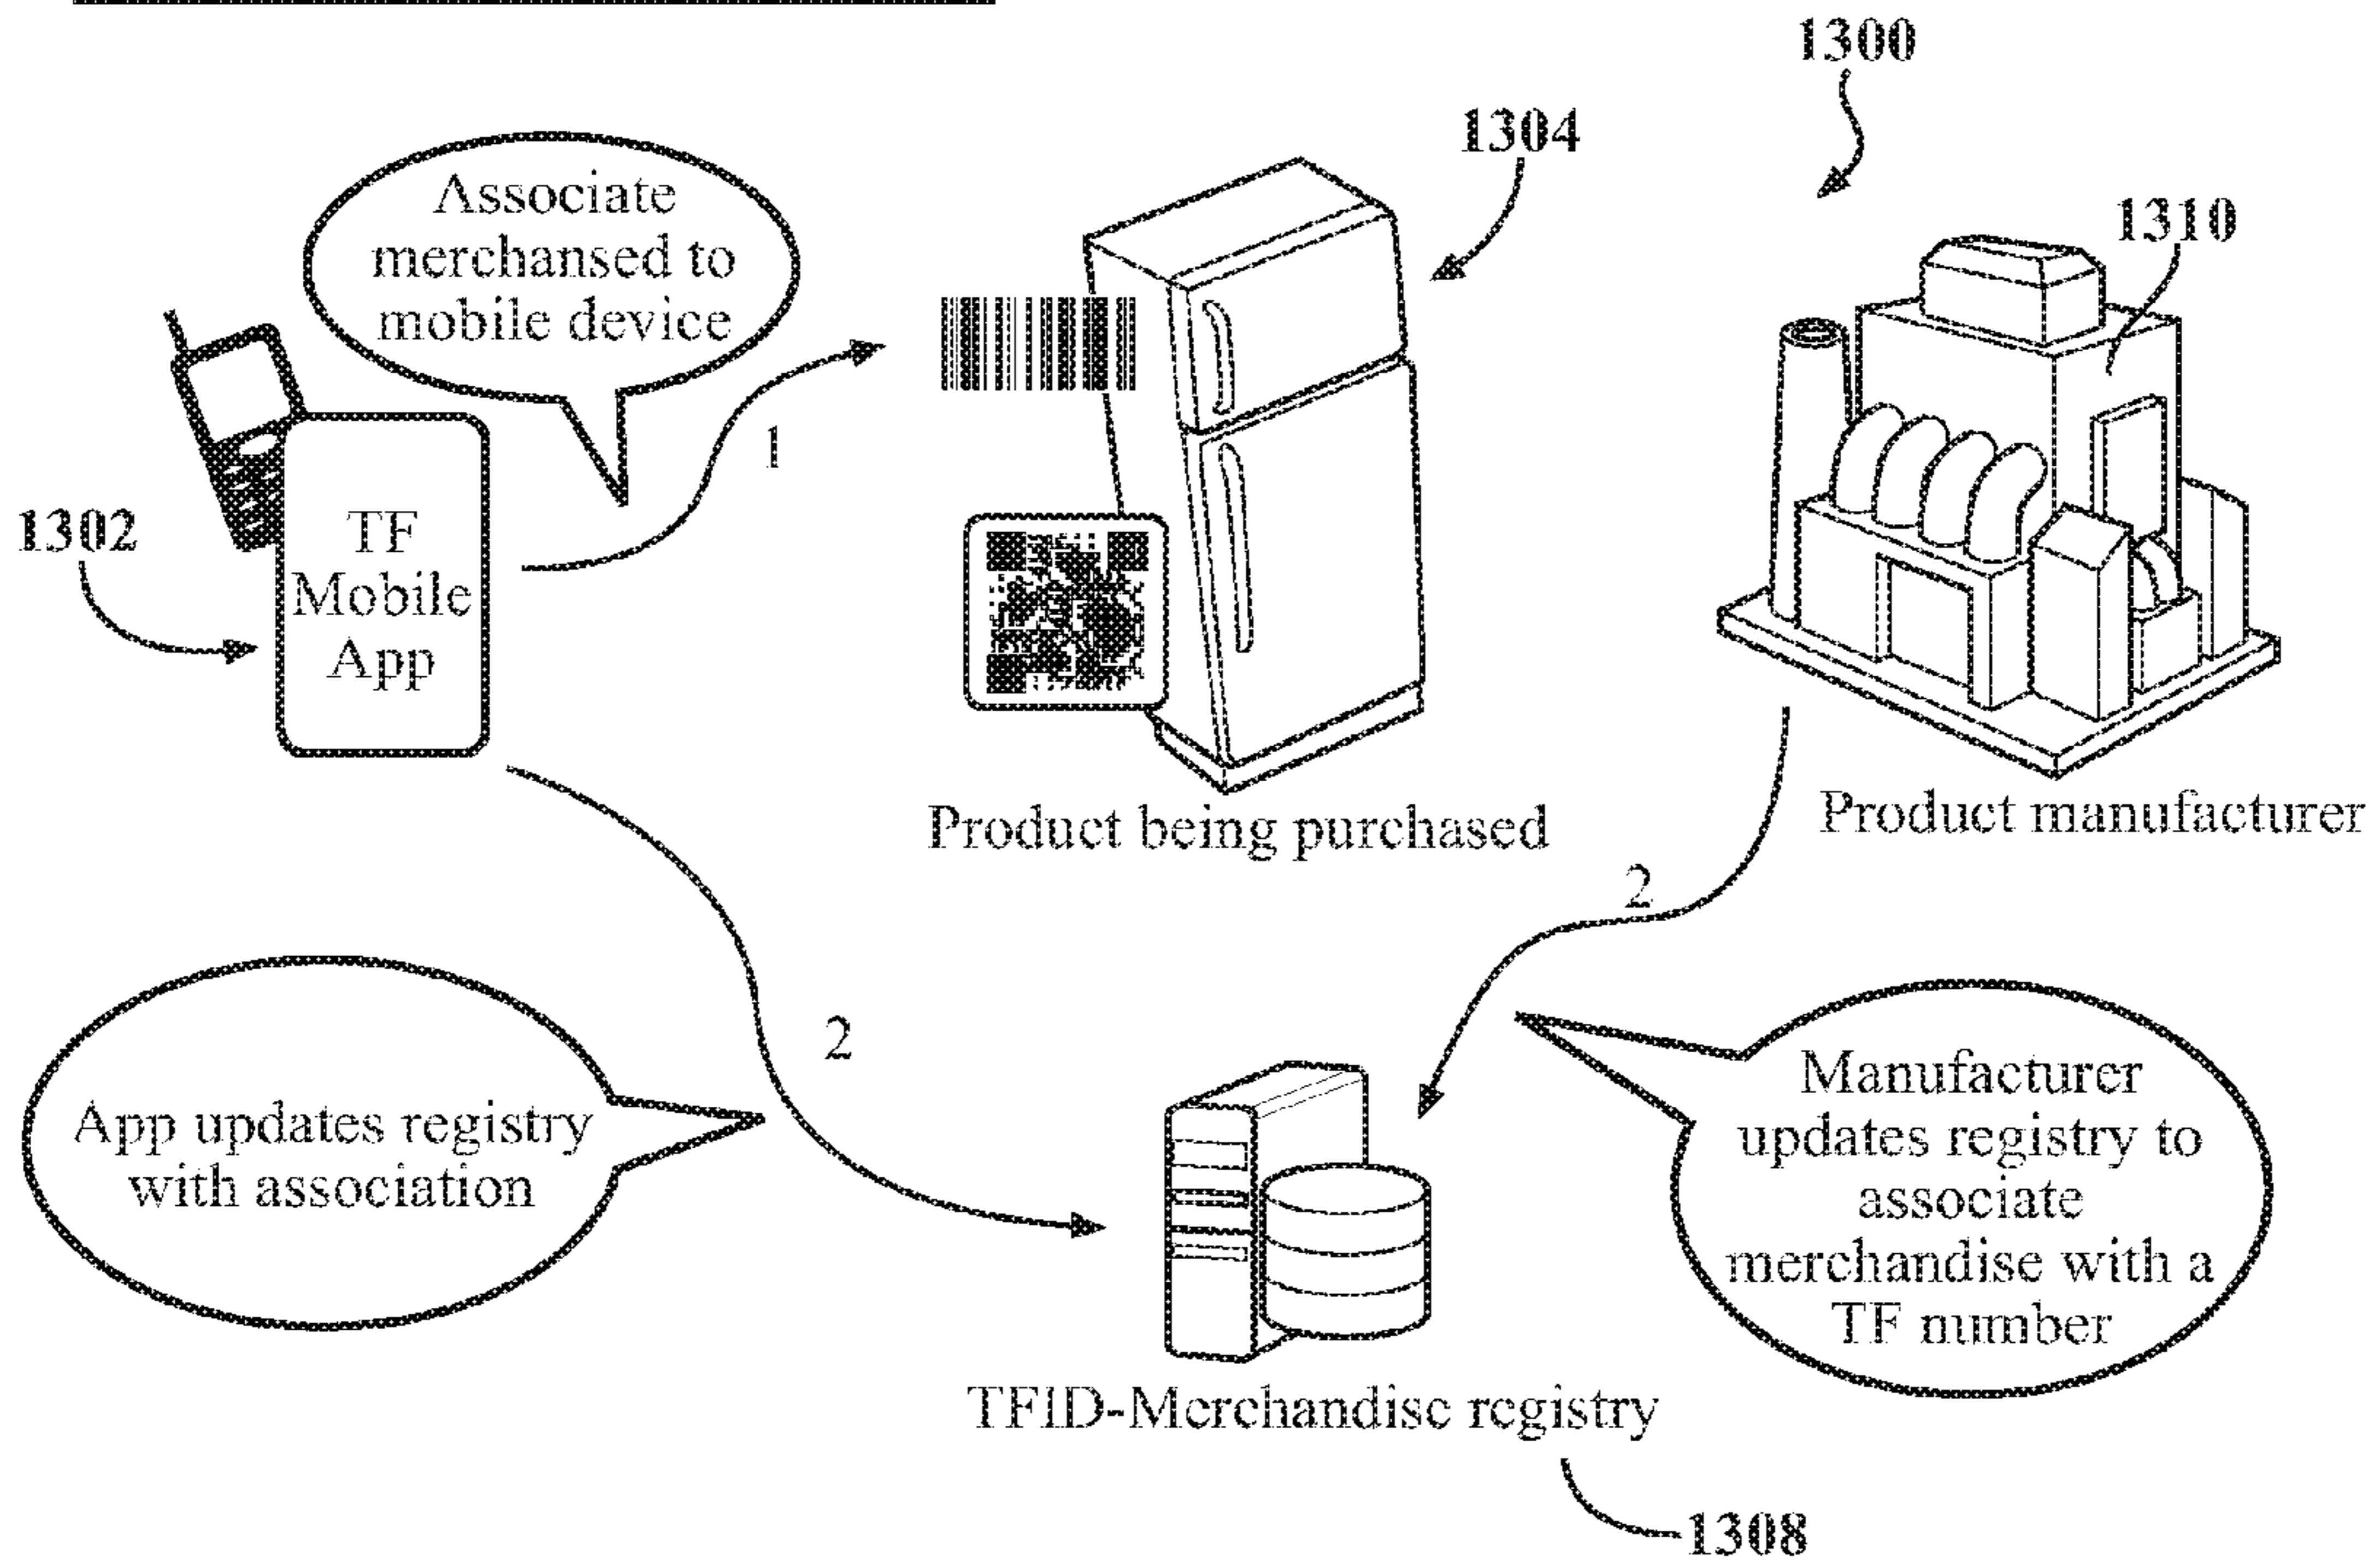 1300
1304
1310
Associate
merchansed to
mobile device
1
1302
TF
Mobile
App
Product being purchased
Product manufacturer
2
2
App updates registry
with association
Manufacturer
updates registry to
associate
merchandise with a
TF number
TFID-Merchandise registry
1308